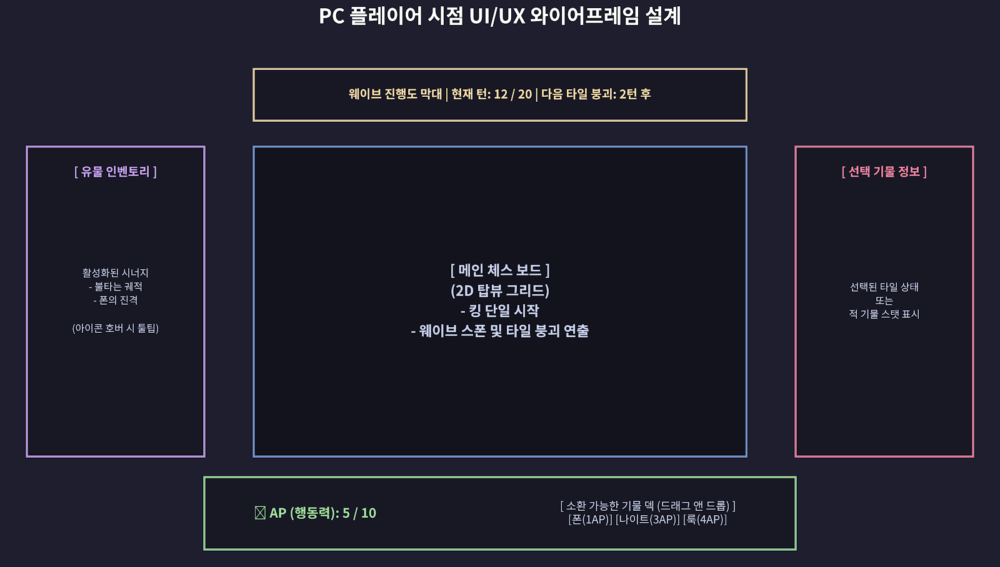 PC 플레이어 시점 UI/UX 와이어프레임 설계
웨이브 진행도 막대 | 현재 턴: 12 / 20 | 다음 타일 붕괴: 2턴 후
[ 유물 인벤토리 ]
활성화된 시너지
- 불타는 궤적
- 폰의 진격
(아이콘 호버 시 툴팁)
[ 메인 체스 보드 ]
(2D 탑뷰 그리드)
- 킹 단일 시작
- 웨이브 스폰 및 타일 붕괴 연출
[ 선택 기물 정보 ]
선택된 타일 상태
또는
적 기물 스탯 표시
AP (행동력): 5 / 10
[ 소환 가능한 기물 덱 (드래그 앤 드롭) ]
[폰(1AP)] [나이트(3AP)] [룩(4AP)]